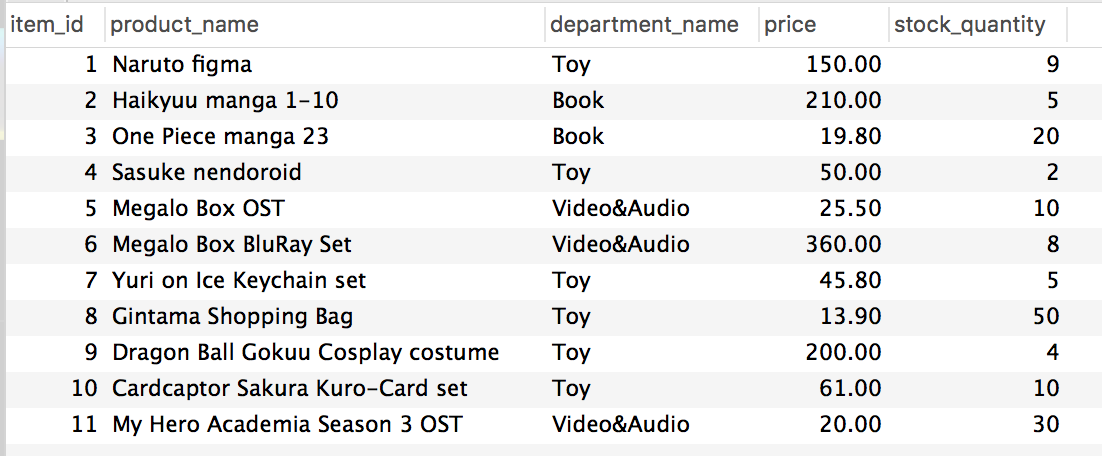 item_id product_name department_name price stock_quantity
1 Naruto figma Toy 150.00 9
2 Haikyuu manga 1-10 Book 210.00 5
3 One Piece manga 23 Book 19.80 20
4 Sasuke nendoroid Toy 50.00 2
5 Megalo Box OST Video&Audio 25.50 10
6 Megalo Box BluRay Set Video&Audio 360.00 8
7 Yuri on Ice Keychain set Toy 45.80 5
8 Gintama Shopping Bag Toy 13.90 50
9 Dragon Ball Gokuu Cosplay costume Toy 200.00 4
10 Cardcaptor Sakura Kuro-Card set Toy 61.00 10
11 My Hero Academia Season 3 OST Video&Audio 20.00 30